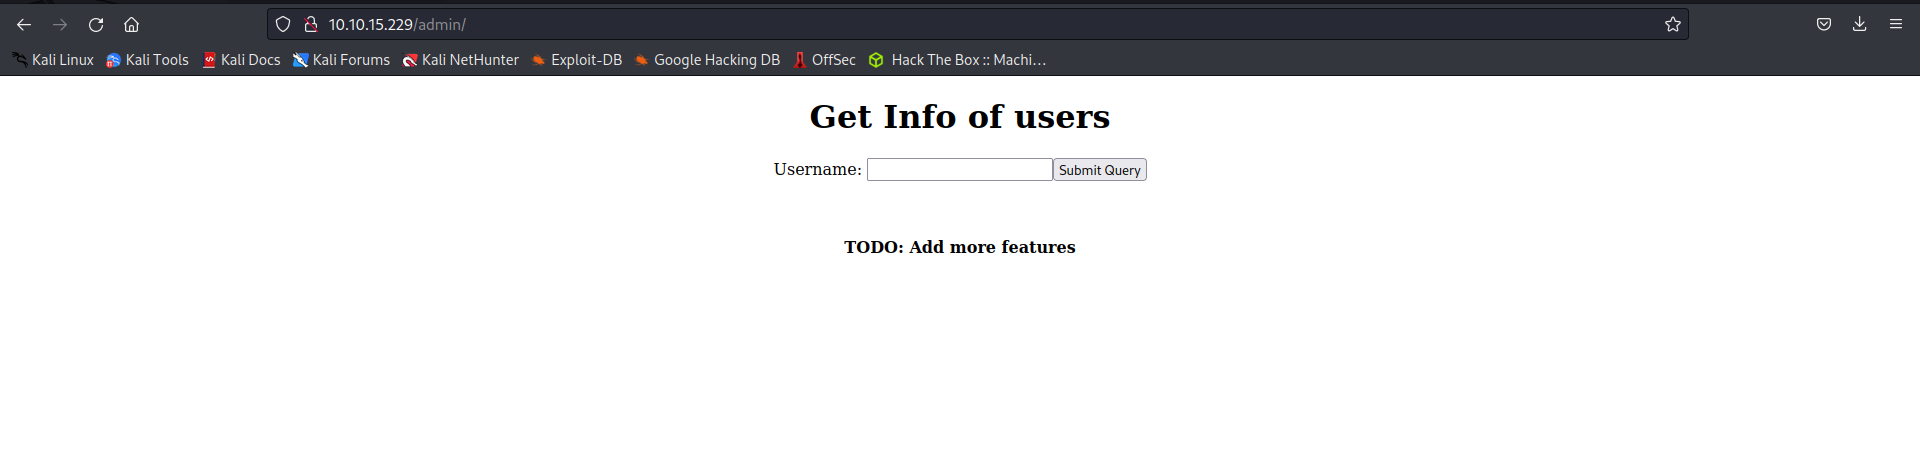 10.10.15.229/admin/
Kali Linux Kali Tools Kali Docs Kali Forums Kali NetHunter Exploit-DB Google Hacking DB OffSec Hack The Box :: Machi...
Get Info of users
Username: Submit Query
TODO: Add more features